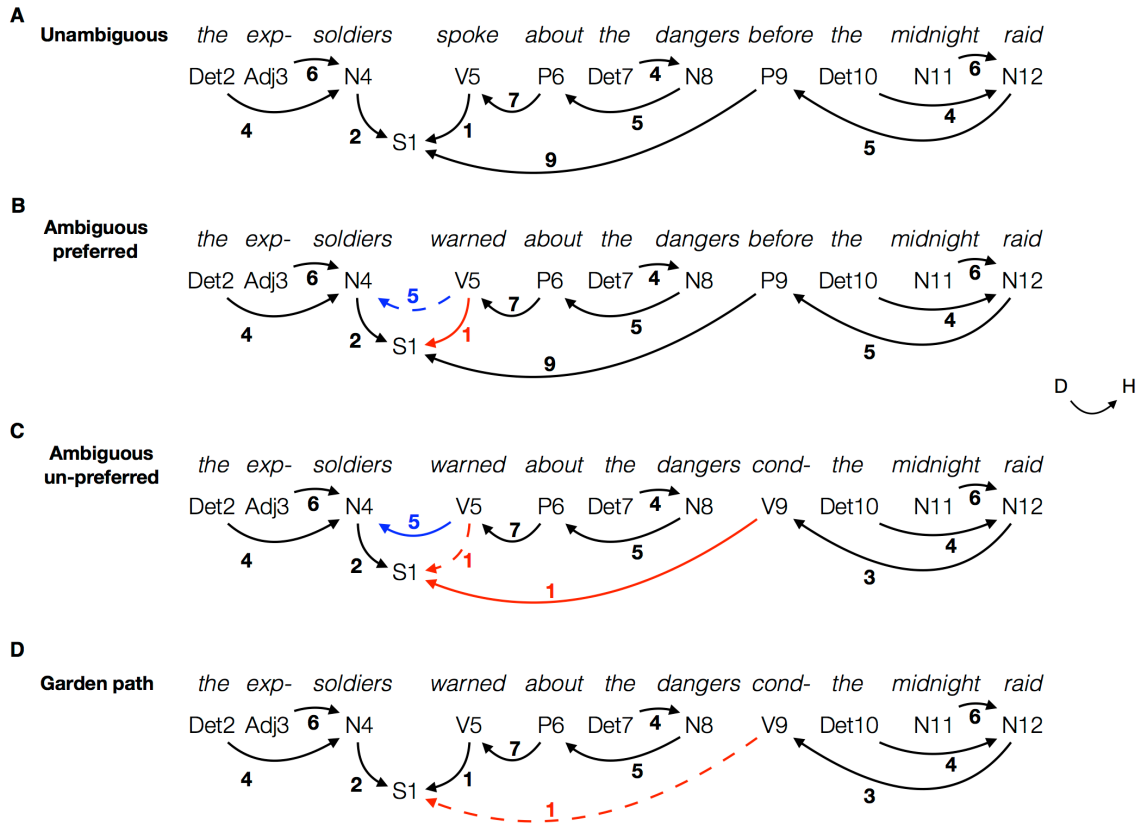 A
Unambiguous
the exp- soldiers spoke about the dangers before the midnight raid
Det2 Adj3 6 N4 V5 P6 Det7 4 N8 P9 Det10 N11 6 N12
4 2 1 7 5 4
S1 9 5
B
Ambiguous
preferred
the exp- soldiers warned about the dangers before the midnight raid
Det2 Adj3 6 N4 5 V5 P6 Det7 4 N8 P9 Det10 N11 6 N12
4 2 1 7 5 4
S1 9 5
D H
C
Ambiguous
un-preferred
the exp- soldiers warned about the dangers cond- the midnight raid
Det2 Adj3 6 N4 5 V5 P6 Det7 4 N8 V9 Det10 N11 6 N12
4 2 1 7 5 4
S1 1 3
D
Garden path
the exp- soldiers warned about the dangers cond- the midnight raid
Det2 Adj3 6 N4 V5 P6 Det7 4 N8 V9 Det10 N11 6 N12
4 2 1 7 5 4
S1 1 3